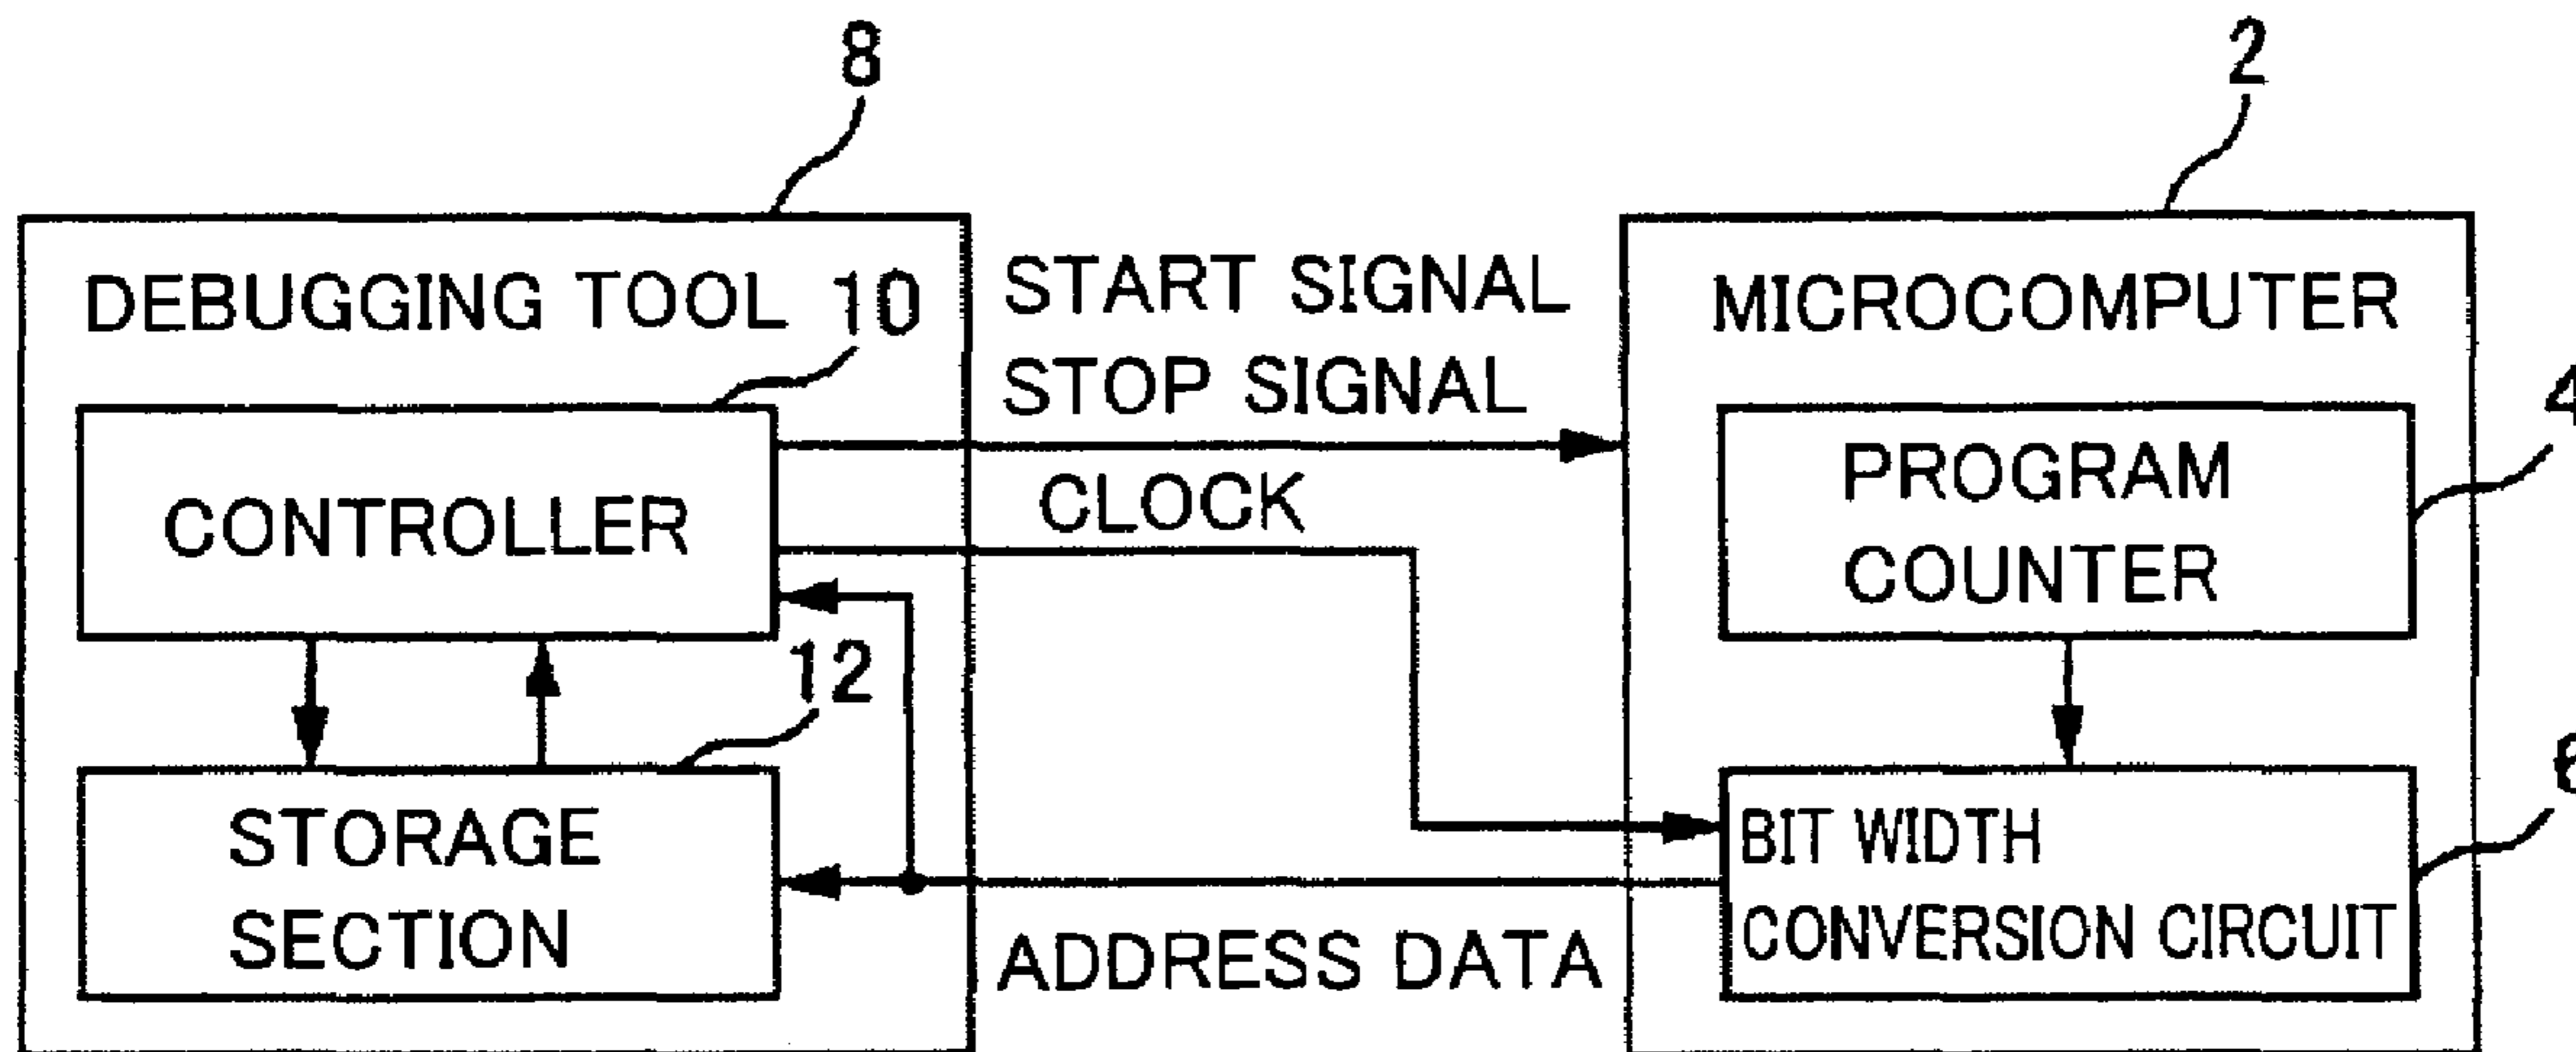 8
2
DEBUGGING TOOL
10
START SIGNAL
STOP SIGNAL
MICROCOMPUTER
CONTROLLER
CLOCK
PROGRAM
COUNTER
4
12
STORAGE
SECTION
BIT WIDTH
CONVERSION CIRCUIT
6
ADDRESS DATA